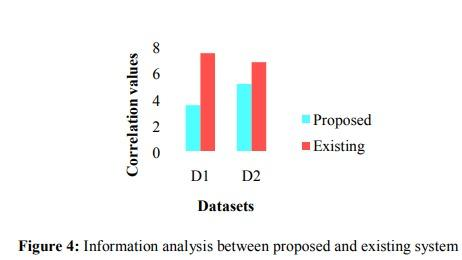 Correlation values
8
6
4
2
0
D1 D2
Datasets
Proposed
Existing
Figure 4: Information analysis between proposed and existing system